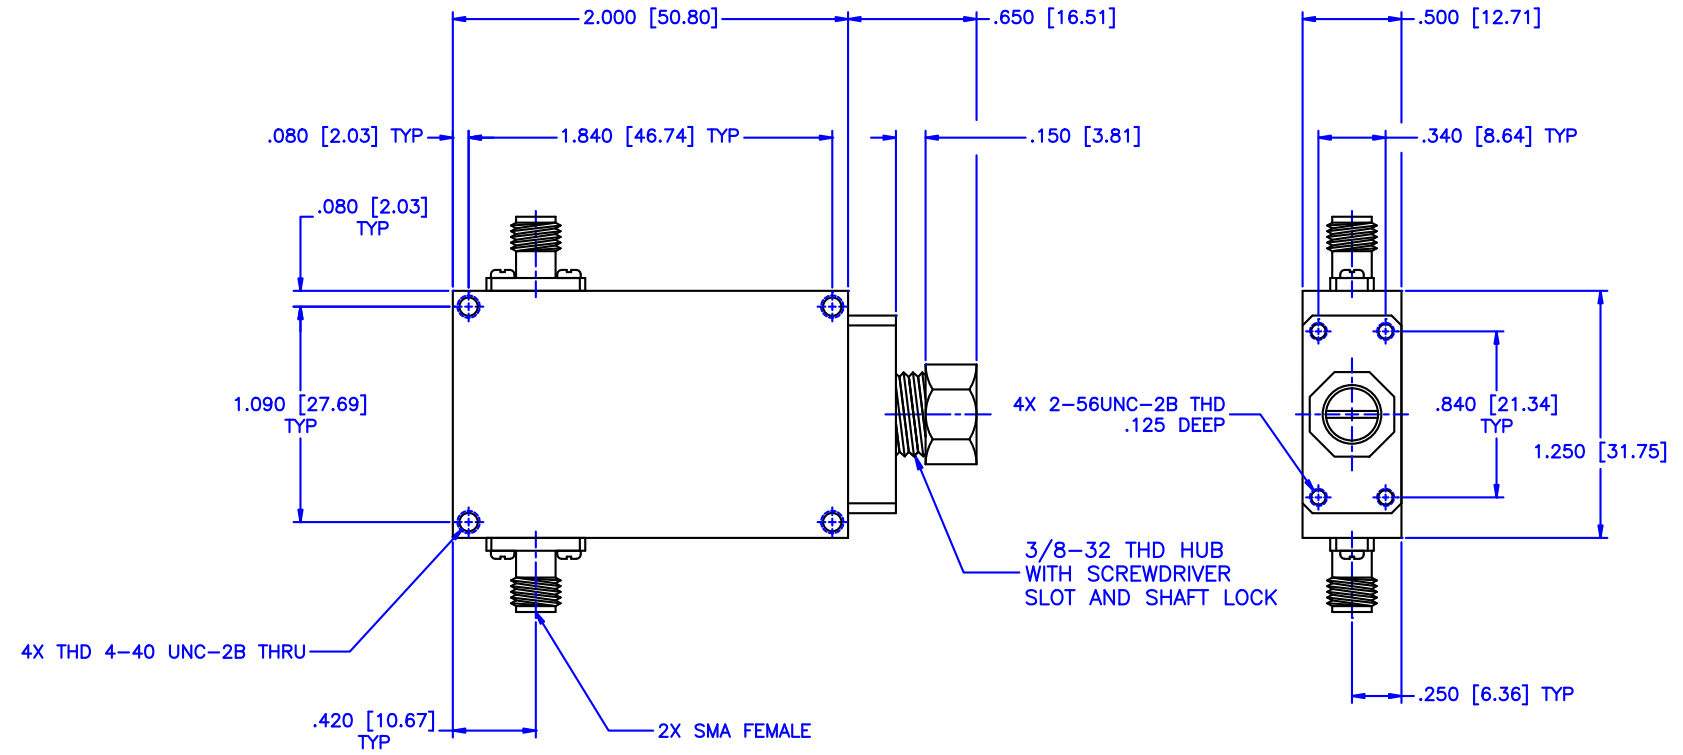 2.000 [50.80]
.650 [16.51]
.500 [12.71]
.080 [2.03] TYP
1.840 [46.74] TYP
.150 [3.81]
.340 [8.64] TYP
.080 [2.03]
TYP
1.090 [27.69]
TYP
4X 2-56UNC-2B THD
.125 DEEP
.840 [21.34]
TYP
1.250 [31.75]
3/8-32 THD HUB
WITH SCREWDRIVER
SLOT AND SHAFT LOCK
4X THD 4-40 UNC-2B THRU
.250 [6.36] TYP
.420 [10.67]
TYP
2X SMA FEMALE